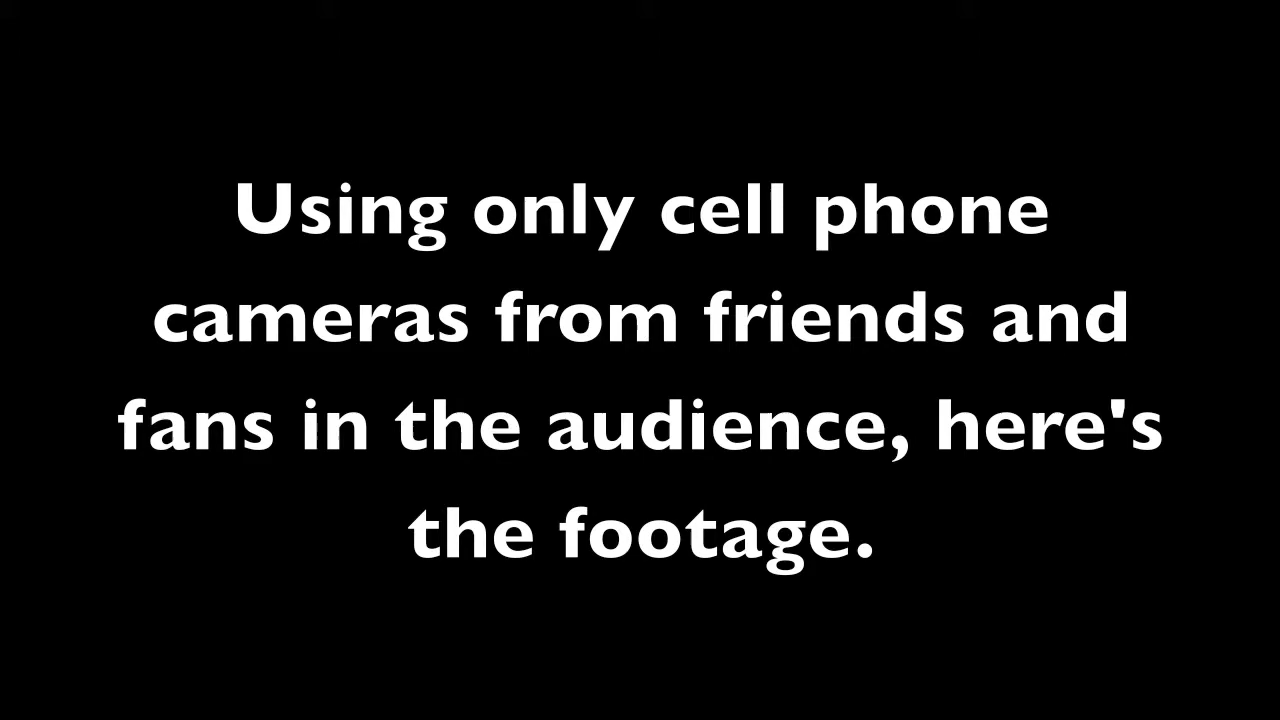 Using only cell phone
cameras from friends and
fans in the audience, here's
the footage.